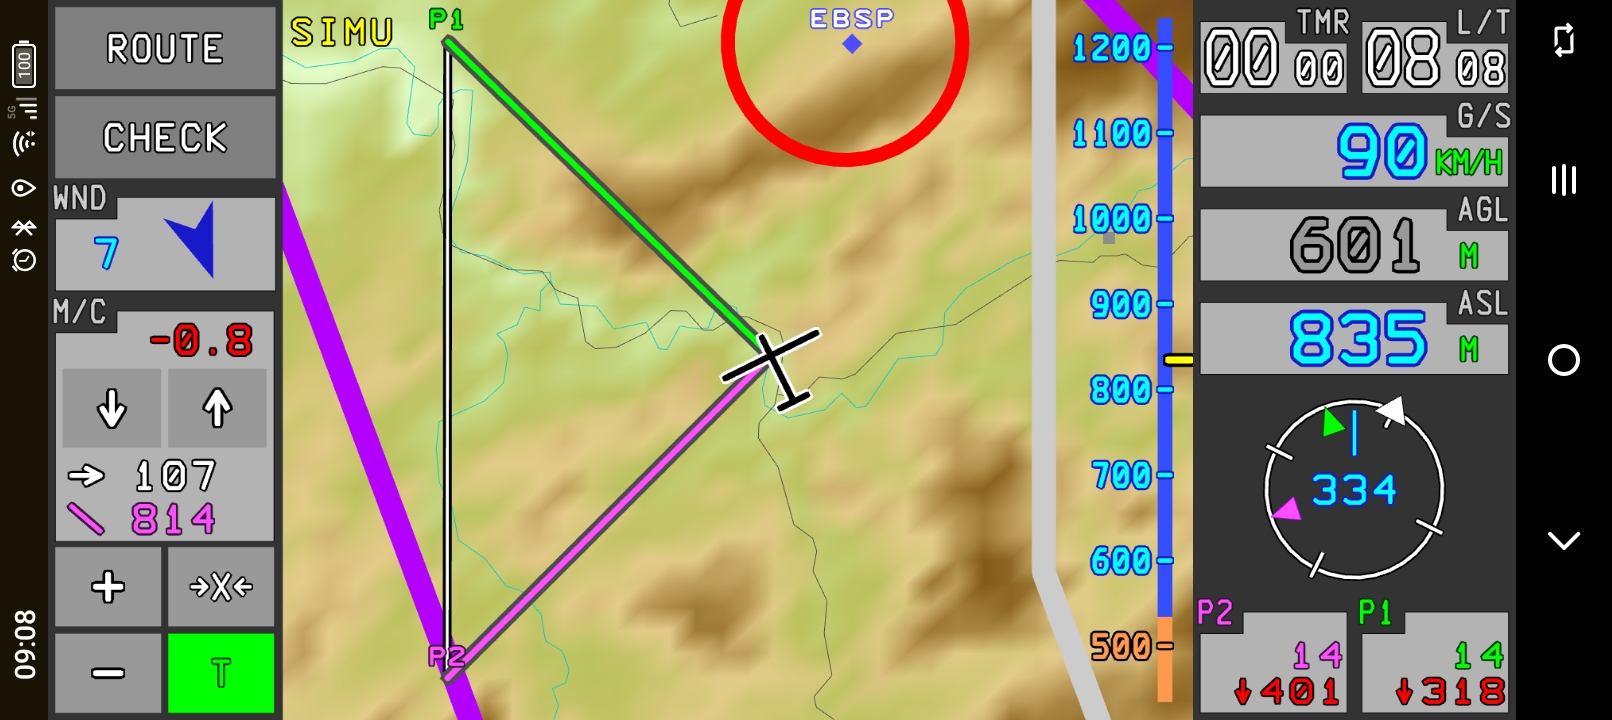 100
5G
09:08
ROUTE
CHECK
WND
7
M/C
-0.8
107
814
+
→X←
−
T
SIMU
P1
EBSP
P2
1200
1100
1000
900
800
700
600
500
TMR
00 00
L/T
08 08
G/S
90 KM/H
AGL
601 M
ASL
835 M
334
P2
14
↓401
P1
14
↓318